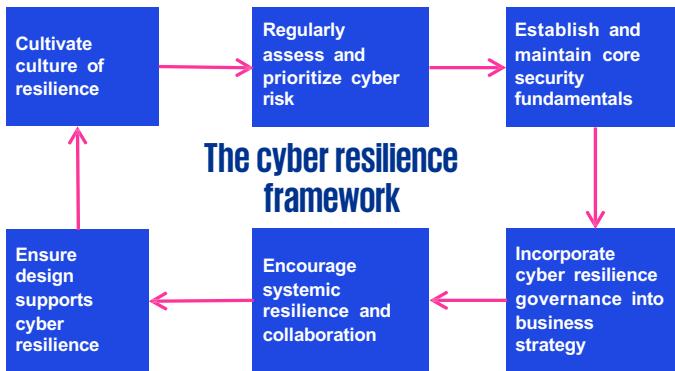 Cultivate
culture of
resilience
Regularly
assess and
prioritize cyber
risk
Establish and
maintain core
security
fundamentals
The cyber resilience
framework
Ensure
design
supports
cyber
resilience
Encourage
systemic
resilience and
collaboration
Incorporate
cyber resilience
governance into
business
strategy